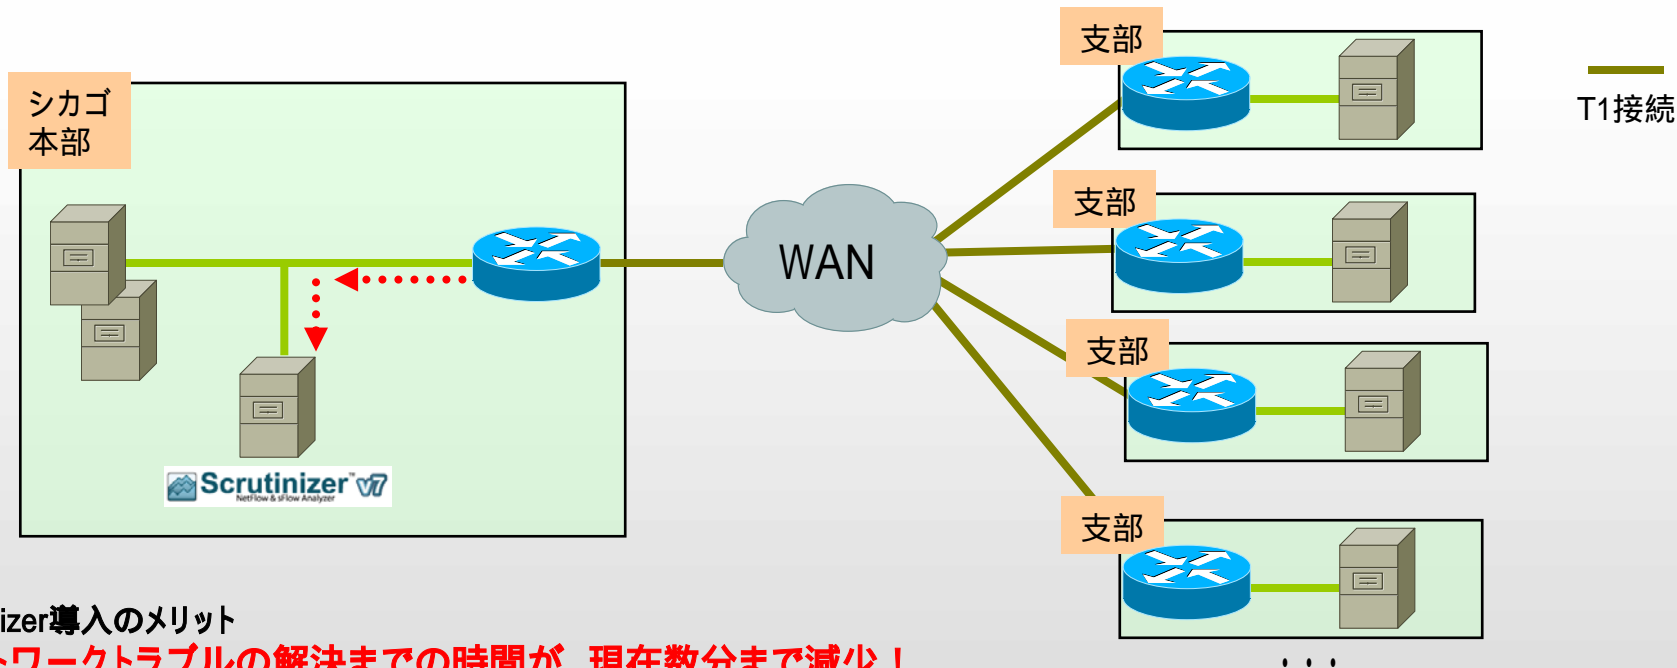 シカゴ
本部
WAN
支部
支部
支部
支部
T1接続
Scrutinizer™ v7
NetFlow & sFlow Analyzer
izer導入のメリット
トワークトラブルの解決までの時間が、現在数分まで減少！